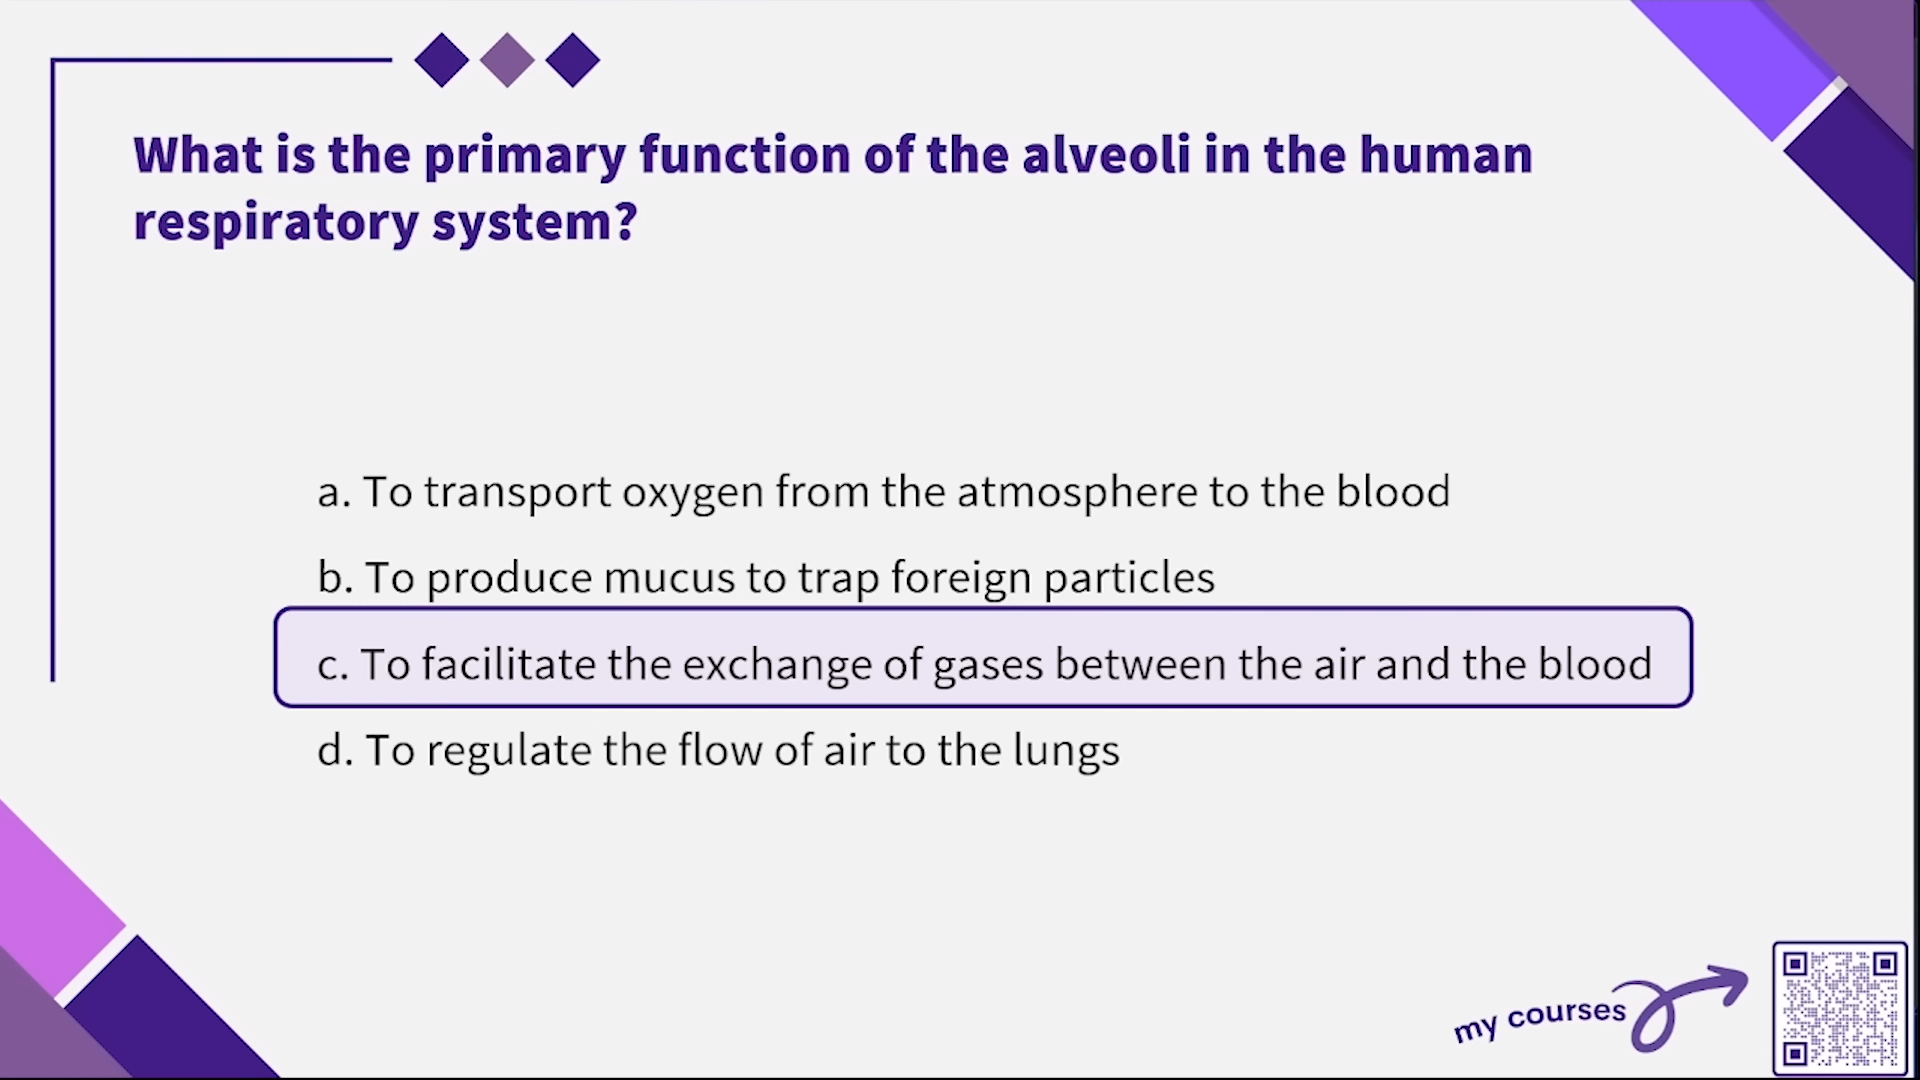 What is the primary function of the alveoli in the human
respiratory system?
a. To transport oxygen from the atmosphere to the blood
b. To produce mucus to trap foreign particles
c. To facilitate the exchange of gases between the air and the blood
d. To regulate the flow of air to the lungs
my courses